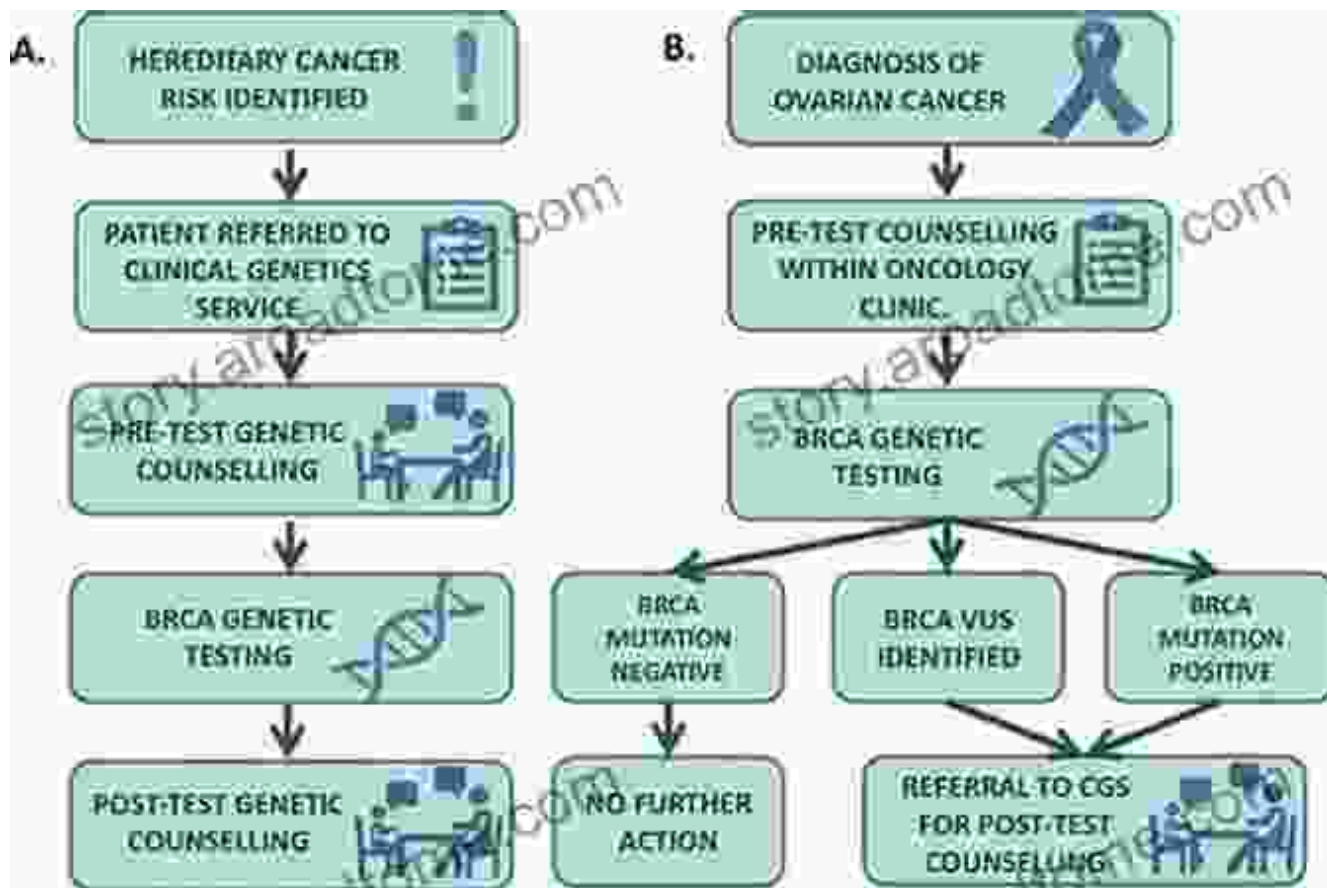 A.
HEREDITARY CANCER
RISK IDENTIFIED
PATIENT REFERRED TO
CLINICAL GENETICS
SERVICE
PRE-TEST GENETIC
COUNSELLING
BRCA GENETIC
TESTING
POST-TEST GENETIC
COUNSELLING
B.
DIAGNOSIS OF
OVARIAN CANCER
PRE-TEST COUNSELLING
WITHIN ONCOLOGY
CLINIC.
BRCA GENETIC
TESTING
BRCA
MUTATION
NEGATIVE
BRCA VUS
IDENTIFIED
BRCA
MUTATION
POSITIVE
NO FURTHER
ACTION
REFERRAL TO CGS
FOR POST-TEST
COUNSELLING